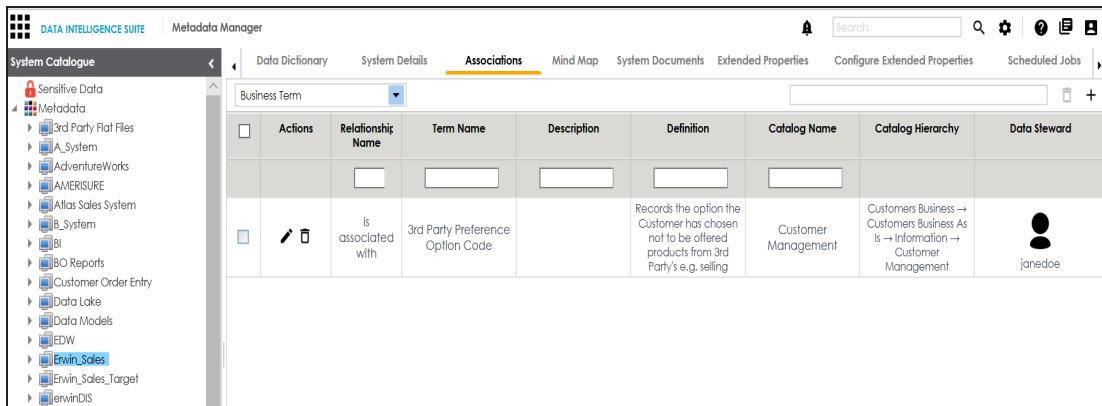 DATA INTELLIGENCE SUITE Metadata Manager Search
System Catalogue
Data Dictionary System Details Associations Mind Map System Documents Extended Properties Configure Extended Properties Scheduled Jobs
Sensitive Data
Metadata
3rd Party Flat Files
A_System
AdventureWorks
AMERISURE
Atlas Sales System
B_System
BI
BO Reports
Customer Order Entry
Data Lake
Data Models
EDW
Erwin_Sales
Erwin_Sales_Target
erwinDIS
Business Term
Actions
Relationship
Name
Term Name
Description
Definition
Catalog Name
Catalog Hierarchy
Data Steward
is
associated
with
3rd Party Preference
Option Code
Records the option the
Customer has chosen
not to be offered
products from 3rd
Party's e.g. selling
Customer
Management
Customers Business →
Customers Business As
Is → Information →
Customer
Management
janedoe